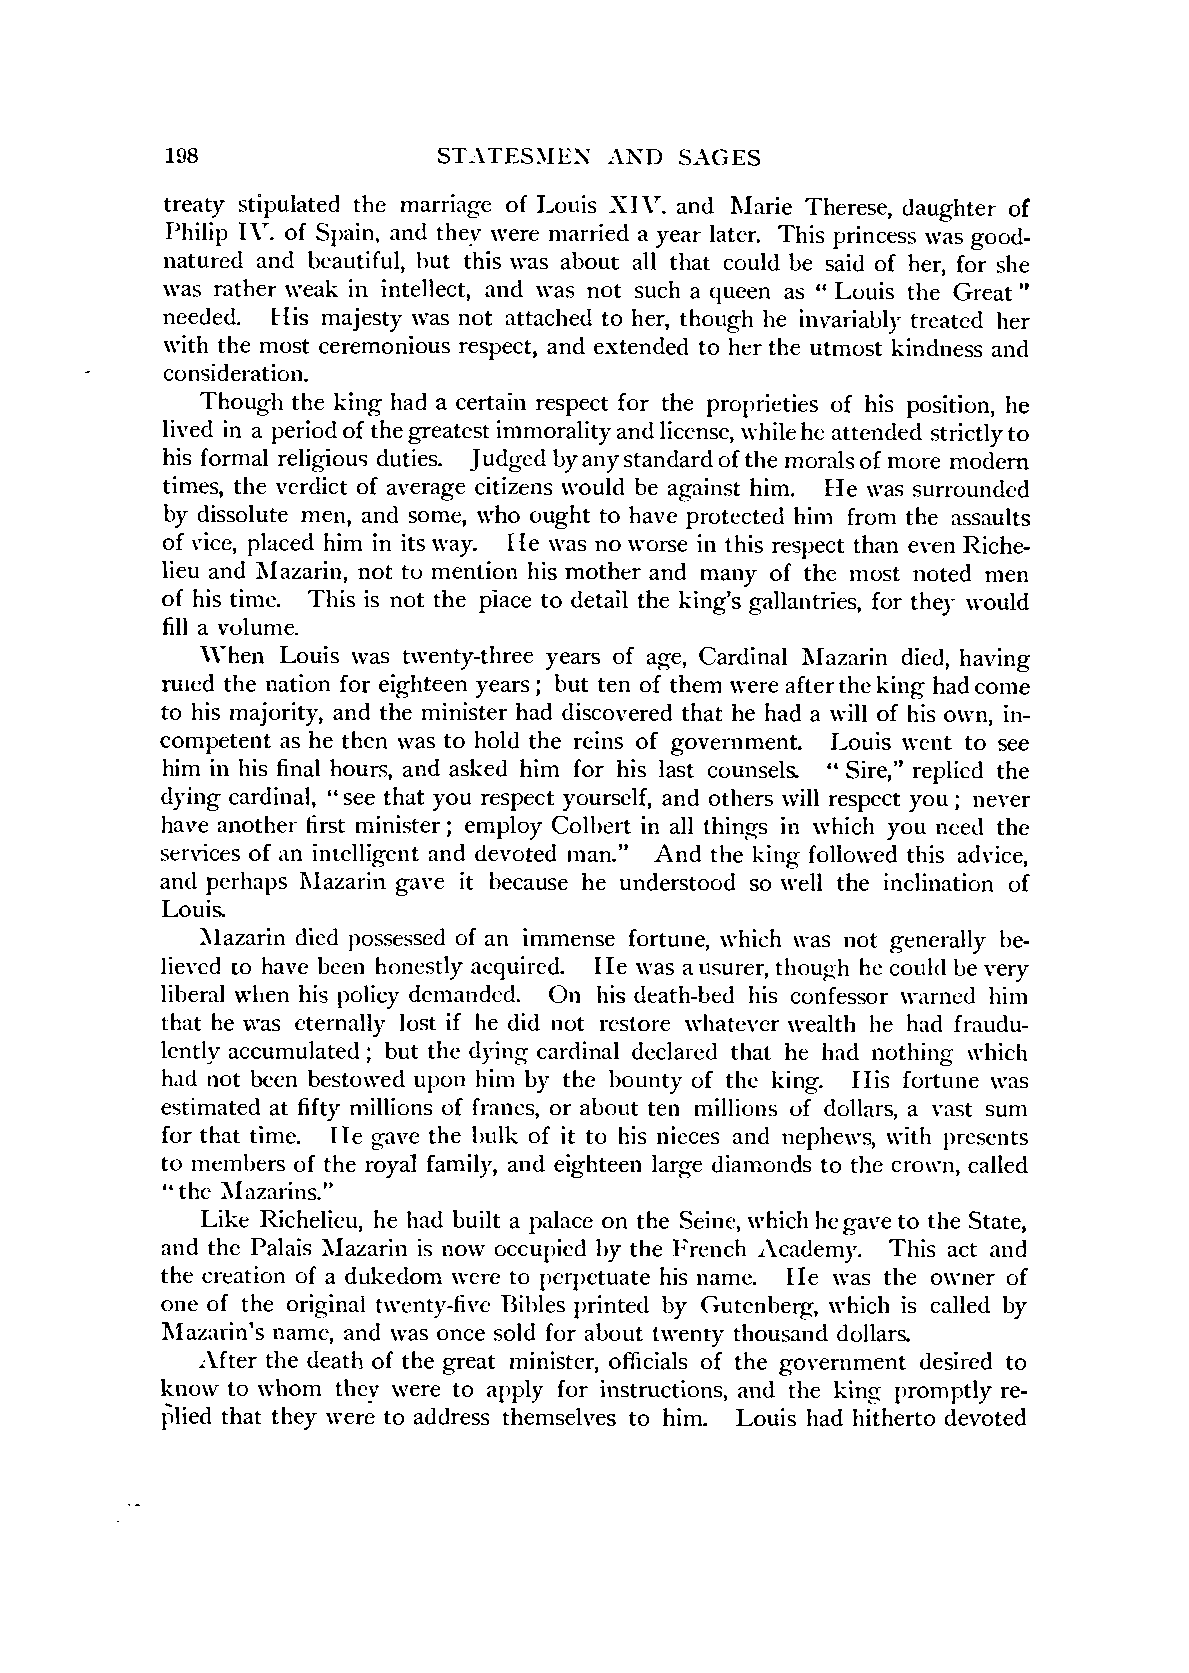 198 STATESMEN AND SAGES
treaty stipulated the marriage of Louis XIV. and Marie Therese, daughter of
Philip IV. of Spain, and they were married a year later. This princess was good-
natured and beautiful, but this was about all that could be said of her, for she
was rather weak in intellect, and was not such a queen as “ Louis the Great ”
needed. His majesty was not attached to her, though he invariably treated her
with the most ceremonious respect, and extended to her the utmost kindness and
consideration.
Though the king had a certain respect for the proprieties of his position, he
lived in a period of the greatest immorality and license, while he attended strictly to
his formal religious duties. Judged by any standard of the morals of more modern
times, the verdict of average citizens would be against him. He was surrounded
by dissolute men, and some, who ought to have protected him from the assaults
of vice, placed him in its way. He was no worse in this respect than even Riche-
lieu and Mazarin, not to mention his mother and many of the most noted men
of his time. This is not the place to detail the king's gallantries, for they would
fill a volume.
When Louis was twenty-three years of age, Cardinal Mazarin died, having
ruled the nation for eighteen years ; but ten of them were after the king had come
to his majority, and the minister had discovered that he had a will of his own, in-
competent as he then was to hold the reins of government. Louis went to see
him in his final hours, and asked him for his last counsels. “ Sire,” replied the
dying cardinal, “ see that you respect yourself, and others will respect you ; never
have another first minister ; employ Colbert in all things in which you need the
services of an intelligent and devoted man.” And the king followed this advice,
and perhaps Mazarin gave it because he understood so well the inclination of
Louis.
Mazarin died possessed of an immense fortune, which was not generally be-
lieved to have been honestly acquired. He was a usurer, though he could be very
liberal when his policy demanded. On his death-bed his confessor warned him
that he was eternally lost if he did not restore whatever wealth he had fraudu-
lently accumulated ; but the dying cardinal declared that he had nothing which
had not been bestowed upon him by the bounty of the king. His fortune was
estimated at fifty millions of francs, or about ten millions of dollars, a vast sum
for that time. He gave the bulk of it to his nieces and nephews, with presents
to members of the royal family, and eighteen large diamonds to the crown, called
“ the Mazarins.”
Like Richelieu, he had built a palace on the Seine, which he gave to the State,
and the Palais Mazarin is now occupied by the French Academy. This act and
the creation of a dukedom were to perpetuate his name. He was the owner of
one of the original twenty-five Bibles printed by Gutenberg, which is called by
Mazarin's name, and was once sold for about twenty thousand dollars.
After the death of the great minister, officials of the government desired to
know to whom they were to apply for instructions, and the king promptly re-
plied that they were to address themselves to him. Louis had hitherto devoted